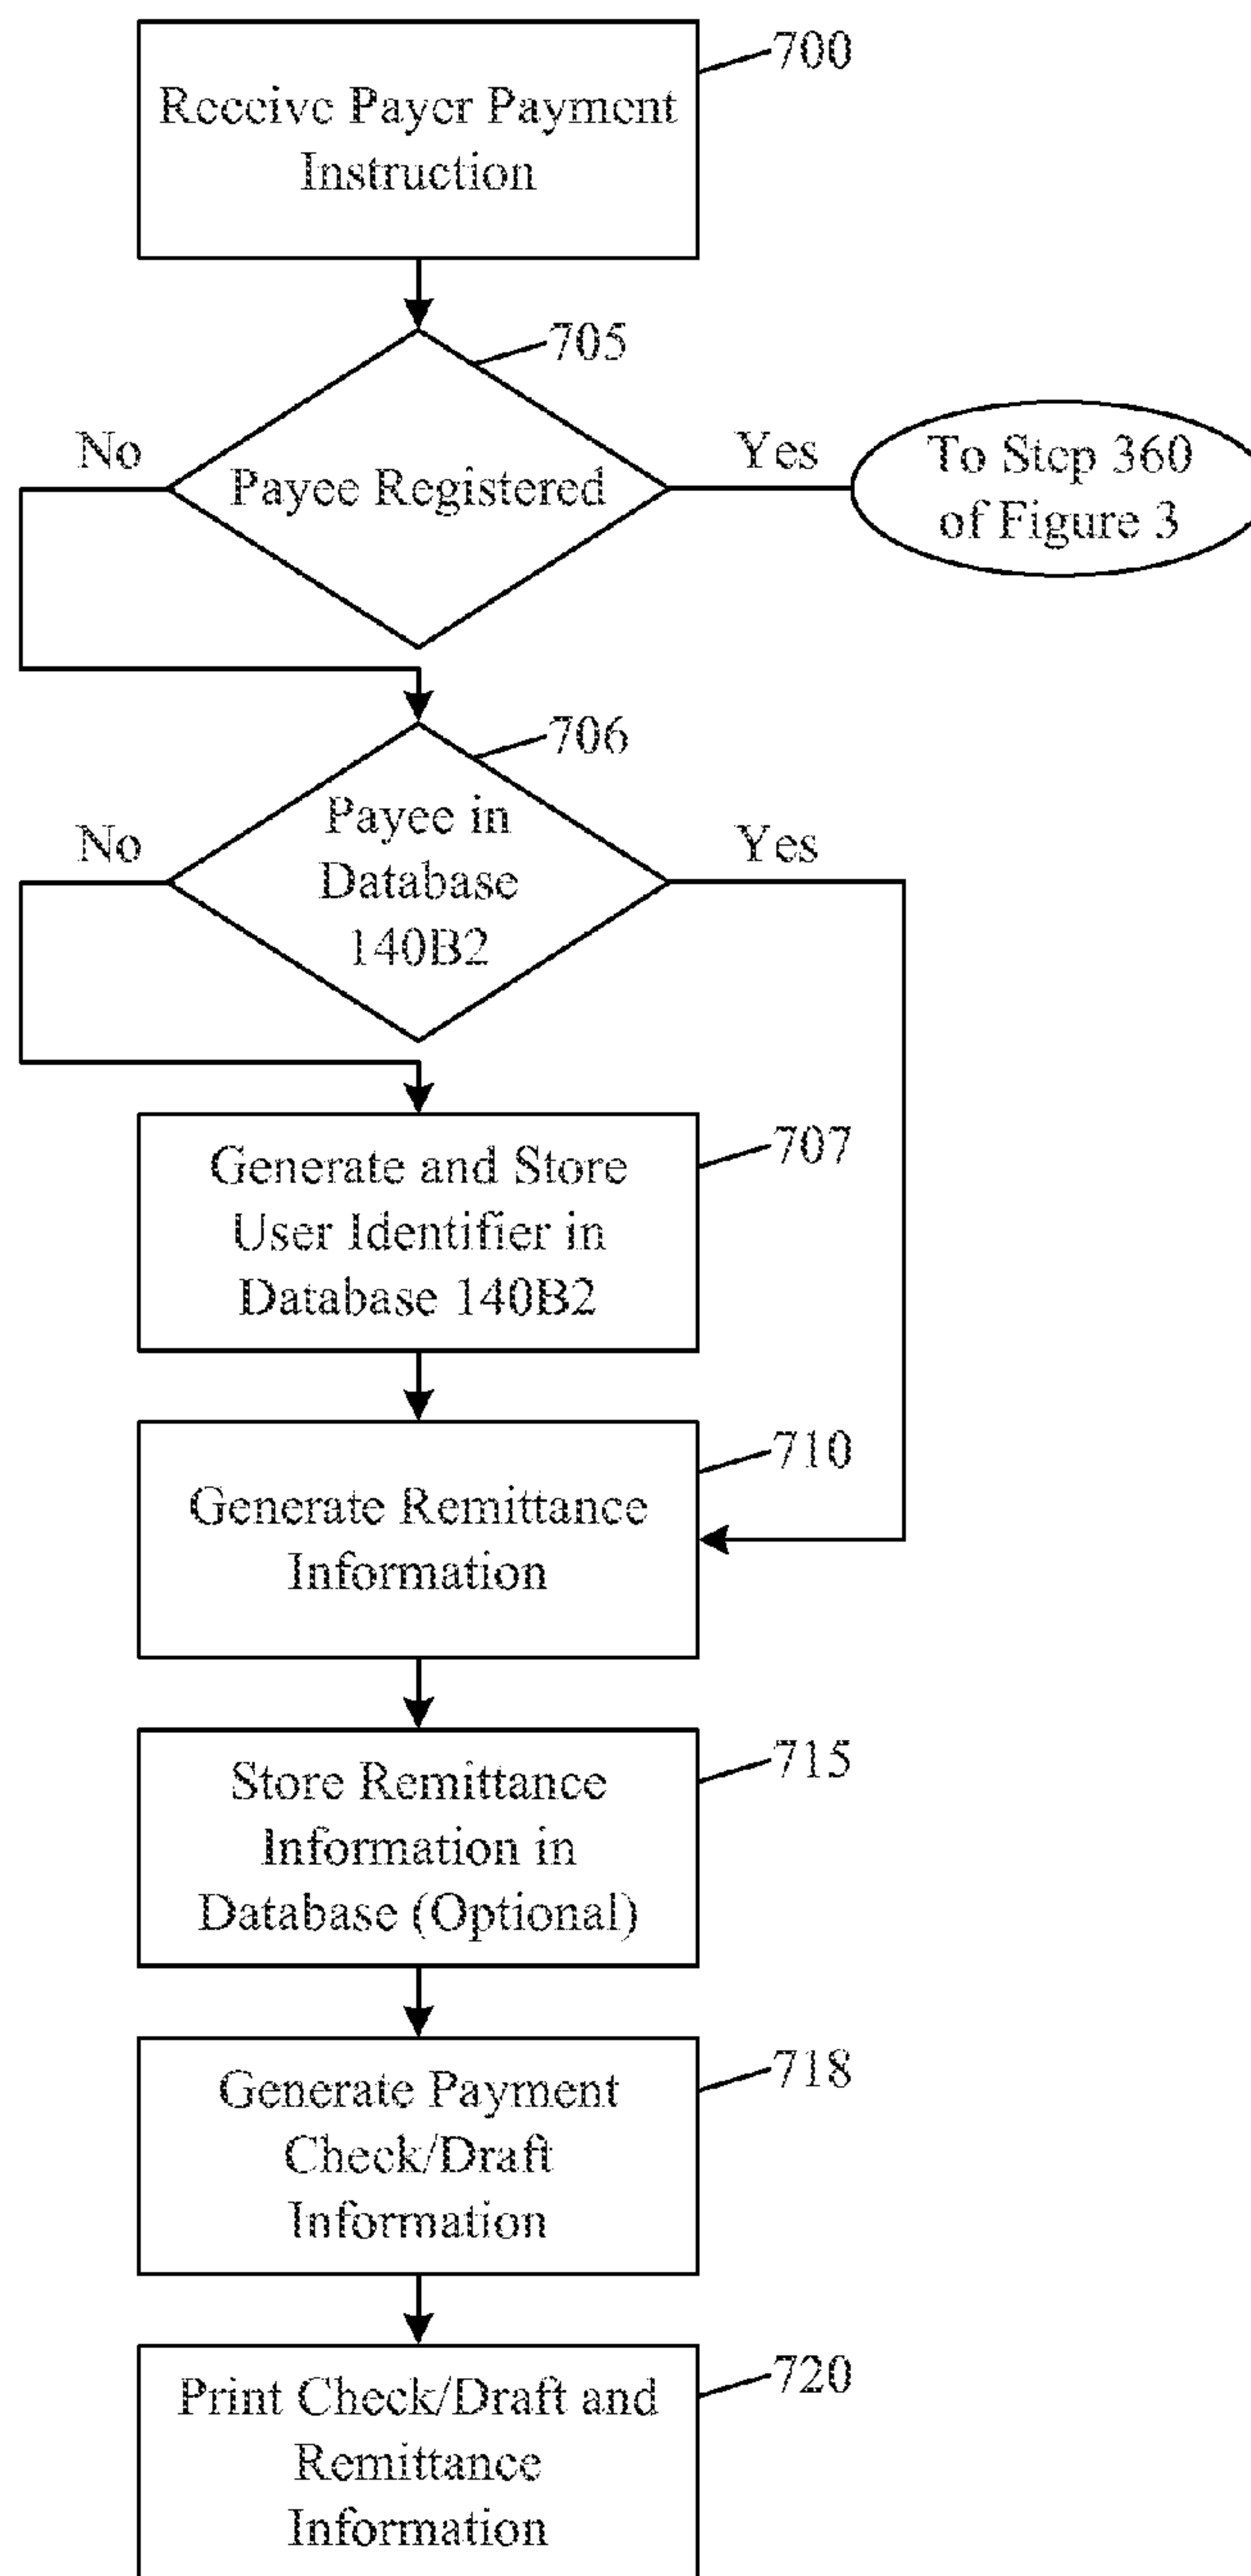 700
Receive Payer Payment
Instruction
705
No
Payee Registered
Yes
To Step 360
of Figure 3
706
No
Payee in
Database
140B2
Yes
707
Generate and Store
User Identifier in
Database 140B2
710
Generate Remittance
Information
715
Store Remittance
Information in
Database (Optional)
718
Generate Payment
Check/Draft
Information
720
Print Check/Draft and
Remittance
Information